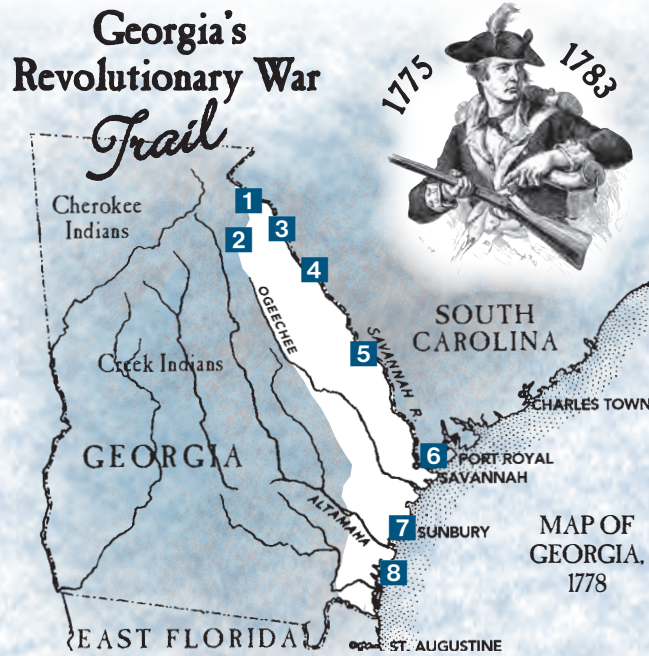 Georgia's
Revolutionary War
Trail
1775
1783
Cherokee
Indians
1
2
3
4
OGEECHEE
SAVANNAH R.
SOUTH
CAROLINA
Creek Indians
5
CHARLES TOWN
GEORGIA
6
PORT ROYAL
SAVANNAH
ALTAMAHA
7
SUNBURY
MAP OF
GEORGIA,
1778
8
EAST FLORIDA
ST. AUGUSTINE